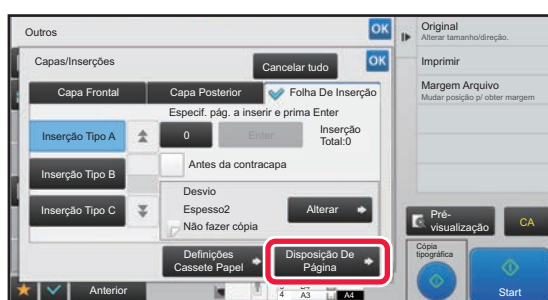 Outros
OK
Capas/Inserções
Cancelar tudo
OK
Capa Frontal
Capa Posterior
Folha De Inserção
Especif. pág. a inserir e prima Enter
Inserção Tipo A
0
Enter
Inserção
Total:0
Inserção Tipo B
Antes da contracapa
Inserção Tipo C
Desvio
Espesso2
Não fazer cópia
Alterar
Definições
Cassete Papel
Disposição De
Página
Anterior
4
A3
A4
Original
Alterar tamanho/direção.
Imprimir
Margem Arquivo
Mudar posição p/ obter margem
Pré-
visualização
CA
Cópia
tipográfica
Start